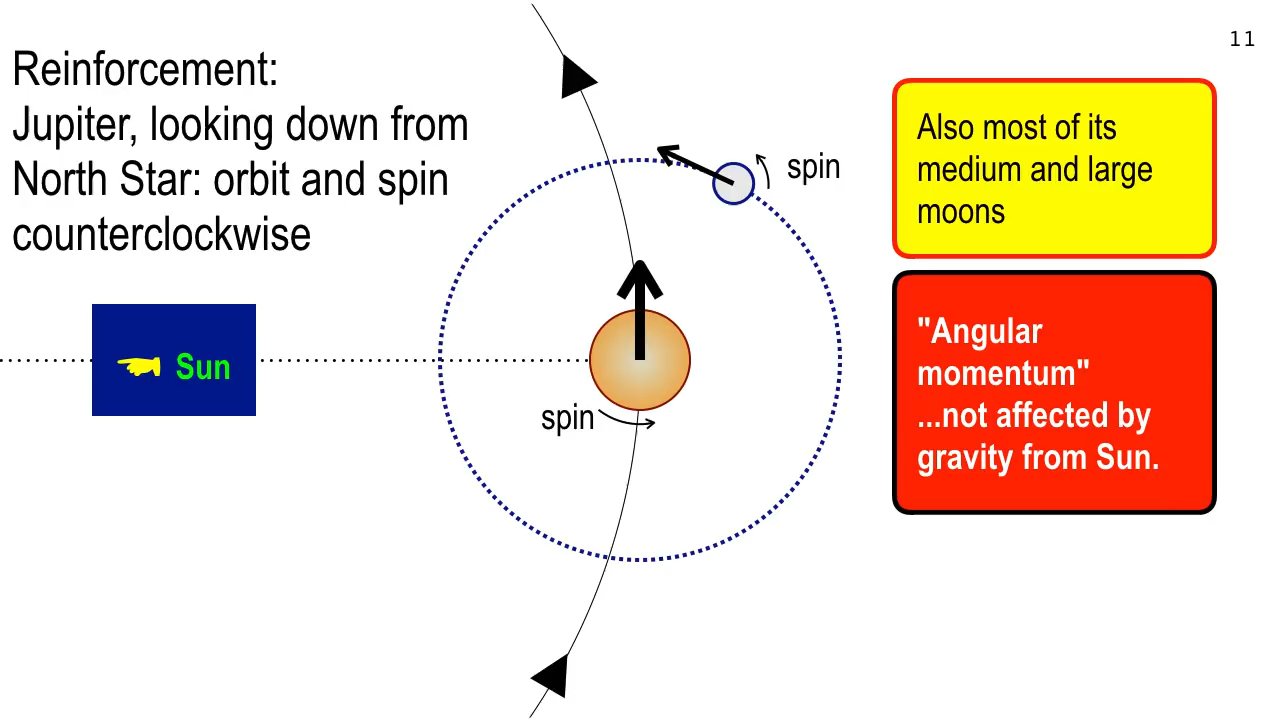 11
Reinforcement:
Jupiter, looking down from
North Star: orbit and spin
counterclockwise
spin
Also most of its
medium and large
moons
Sun
spin
"Angular
momentum"
...not affected by
gravity from Sun.